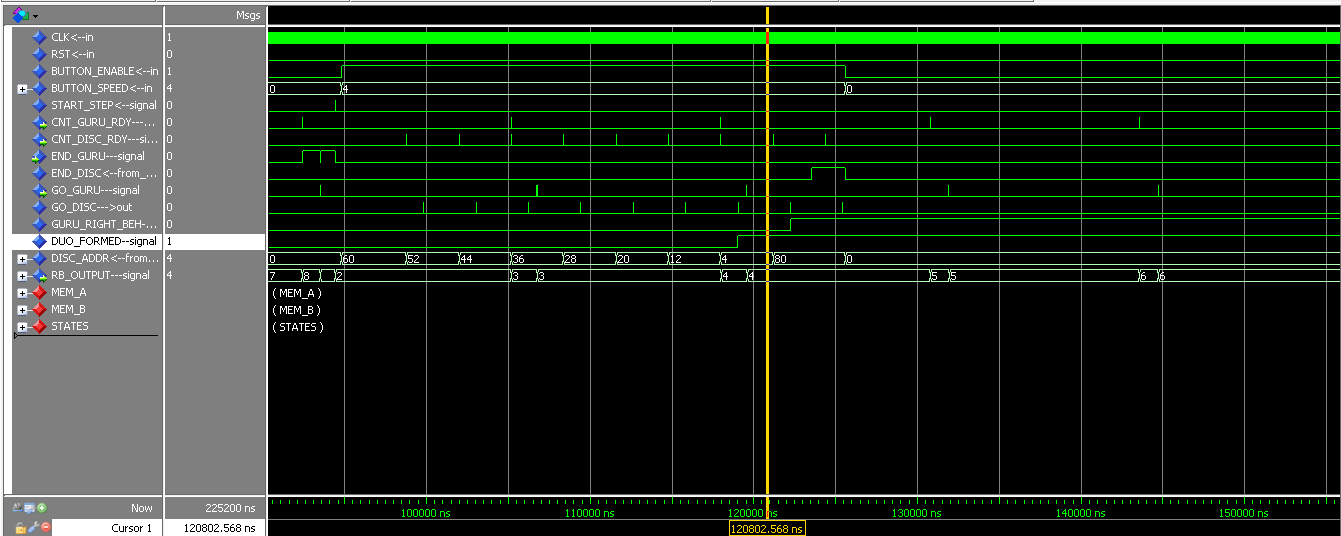 Msgs
CLK<--in 1
RST<--in 0
BUTTON_ENABLE<--in 1
BUTTON_SPEED<--in 4 0 4 0
START_STEP<--signal 0
CNT_GURU_RDY---... 0
CNT_DISC_RDY---si... 0
END_GURU---signal 0
END_DISC<--from_... 0
GO_GURU---signal 0
GO_DISC--->out 0
GURU_RIGHT_BEH-... 0
DUO_FORMED--signal 1
DISC_ADDR<--from... 4 0 60 52 44 36 28 20 12 4 80 0
RB_OUTPUT---signal 4 7 8 2 3 3 4 4 5 5 6 6
MEM_A ( MEM_A )
MEM_B ( MEM_B )
STATES ( STATES )
Now 225200 ns
100000 ns 110000 ns 120000 ns 130000 ns 140000 ns 150000 ns
Cursor 1 120802.568 ns 120802.568 ns